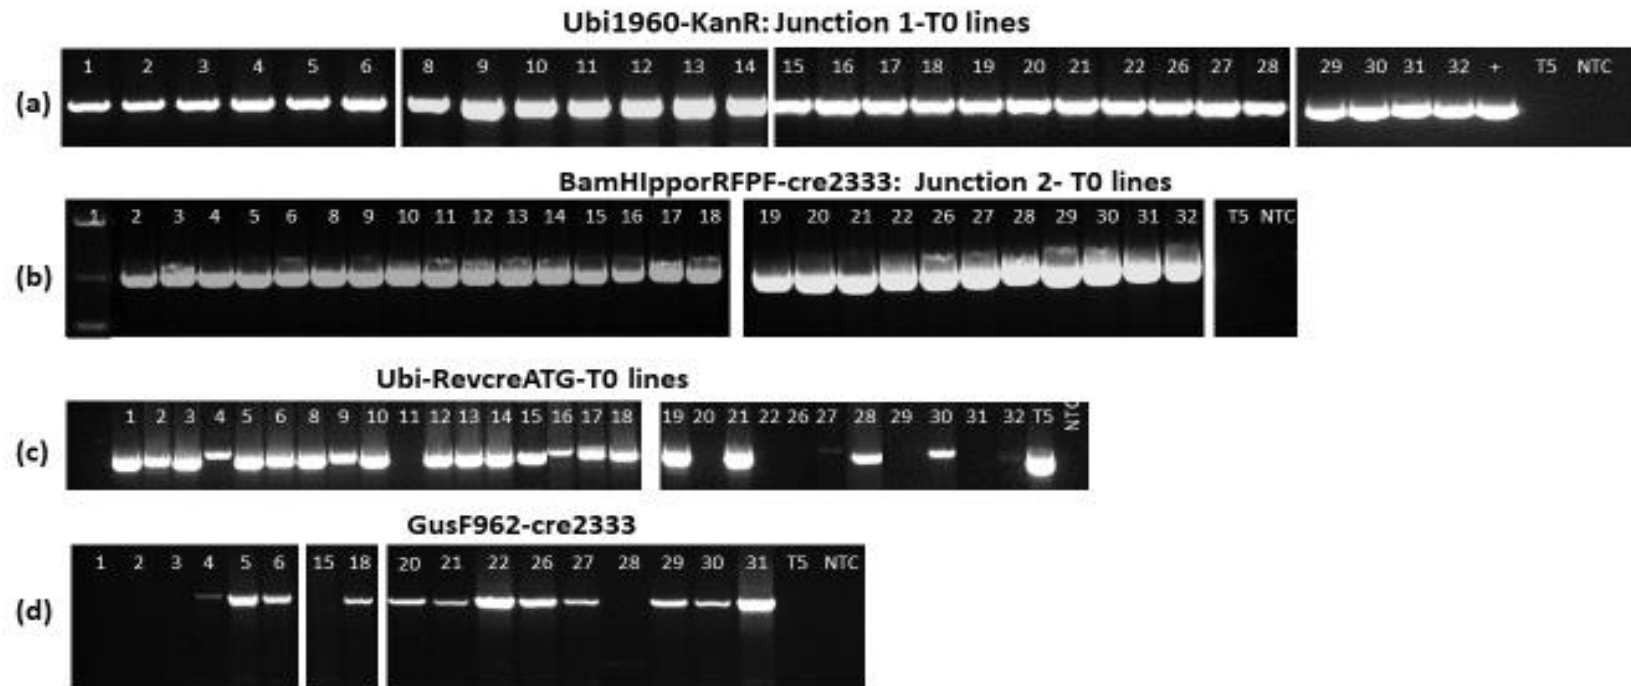 Ubi1960-KanR: Junction 1-T0 lines
(a) 1 2 3 4 5 6 8 9 10 11 12 13 14 15 16 17 18 19 20 21 22 26 27 28 29 30 31 32 + T5 NTC
BamHIpporRFPF-cre2333: Junction 2- T0 lines
(b) 1 2 3 4 5 6 8 9 10 11 12 13 14 15 16 17 18 19 20 21 22 26 27 28 29 30 31 32 T5 NTC
Ubi-RevcreATG-T0 lines
(c) 1 2 3 4 5 6 8 9 10 11 12 13 14 15 16 17 18 19 20 21 22 26 27 28 29 30 31 32 T5 NTC
GusF962-cre2333
(d) 1 2 3 4 5 6 15 18 20 21 22 26 27 28 29 30 31 T5 NTC